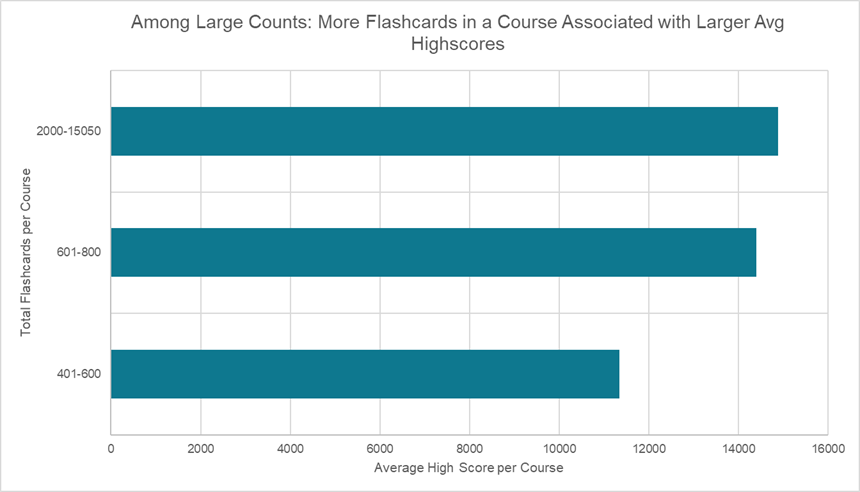 Among Large Counts: More Flashcards in a Course Associated with Larger Avg
Highscores
Total Flashcards per Course
2000-15050
601-800
401-600
0 2000 4000 6000 8000 10000 12000 14000 16000
Average High Score per Course